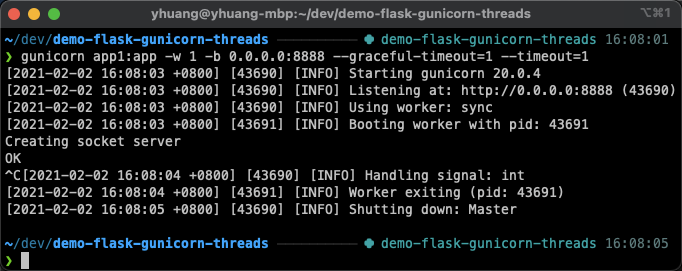 yhuang@yhuang-mbp:~/dev/demo-flask-gunicorn-threads ⌥⌘1
~/dev/demo-flask-gunicorn-threads demo-flask-gunicorn-threads 16:08:01
❯ gunicorn app1:app -w 1 -b 0.0.0.0:8888 --graceful-timeout=1 --timeout=1
[2021-02-02 16:08:03 +0800] [43690] [INFO] Starting gunicorn 20.0.4
[2021-02-02 16:08:03 +0800] [43690] [INFO] Listening at: http://0.0.0.0:8888 (43690)
[2021-02-02 16:08:03 +0800] [43690] [INFO] Using worker: sync
[2021-02-02 16:08:03 +0800] [43691] [INFO] Booting worker with pid: 43691
Creating socket server
OK
^C[2021-02-02 16:08:04 +0800] [43690] [INFO] Handling signal: int
[2021-02-02 16:08:04 +0800] [43691] [INFO] Worker exiting (pid: 43691)
[2021-02-02 16:08:05 +0800] [43690] [INFO] Shutting down: Master
~/dev/demo-flask-gunicorn-threads demo-flask-gunicorn-threads 16:08:05
❯